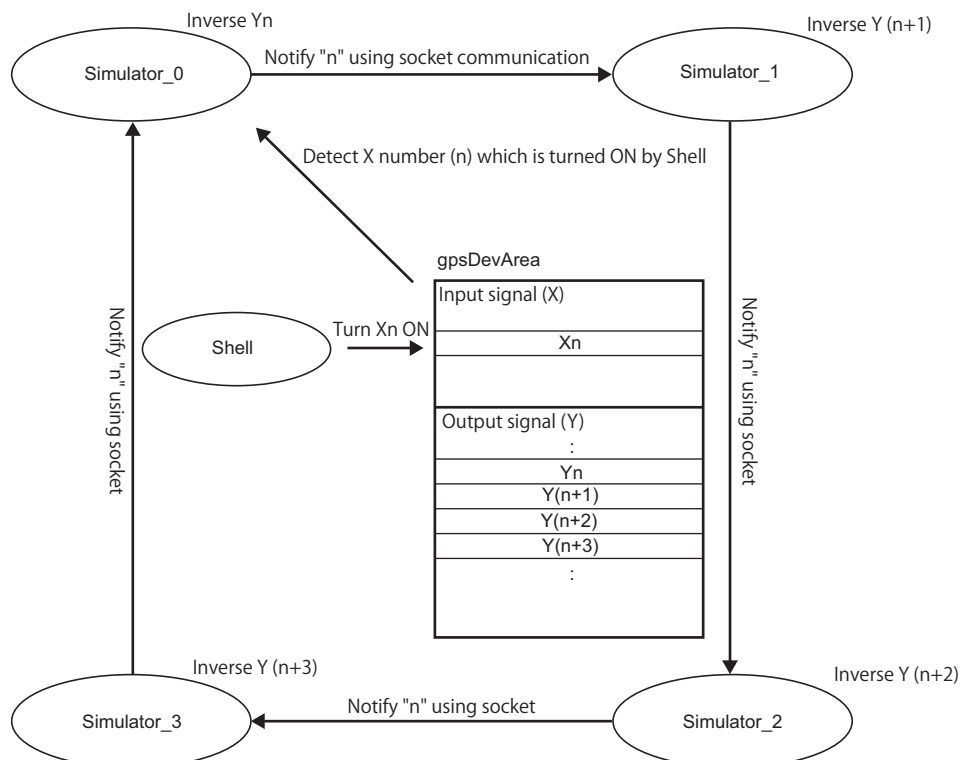 Inverse Yn
Inverse Y (n+1)
Notify "n" using socket communication
Simulator_0
Simulator_1
Detect X number (n) which is turned ON by Shell
gpsDevArea
Input signal (X)
Turn Xn ON
Shell
Xn
Notify "n" using socket
Notify "n" using socket
Output signal (Y)
:
Yn
Y(n+1)
Y(n+2)
Y(n+3)
:
Inverse Y (n+3)
Inverse Y (n+2)
Notify "n" using socket
Simulator_3
Simulator_2